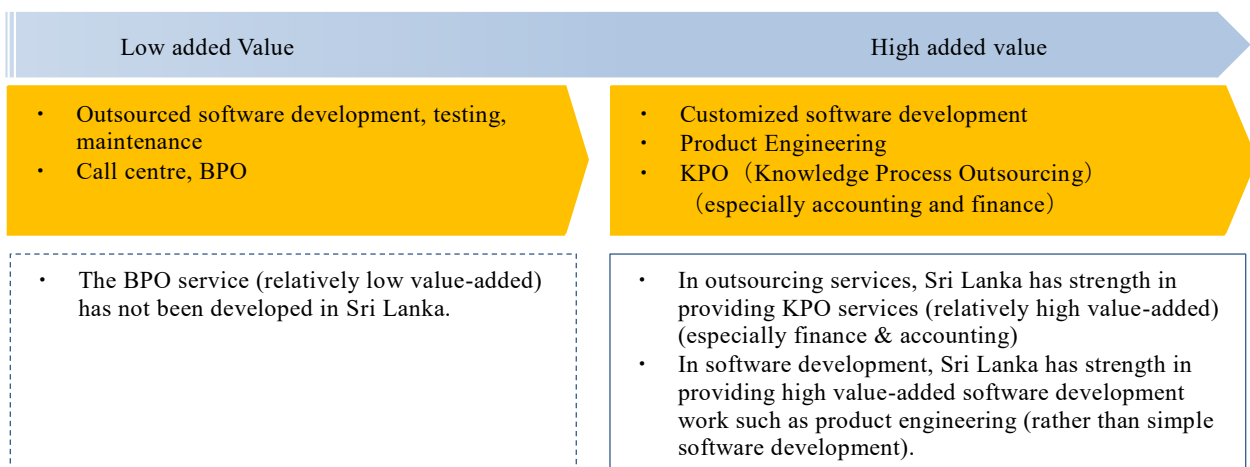 Low added Value
High added value
・ Outsourced software development, testing,
maintenance
・ Call centre, BPO
・ Customized software development
・ Product Engineering
・ KPO（Knowledge Process Outsourcing）
（especially accounting and finance）
・ The BPO service (relatively low value-added)
has not been developed in Sri Lanka.
・ In outsourcing services, Sri Lanka has strength in
providing KPO services (relatively high value-added)
(especially finance & accounting)
・ In software development, Sri Lanka has strength in
providing high value-added software development
work such as product engineering (rather than simple
software development).